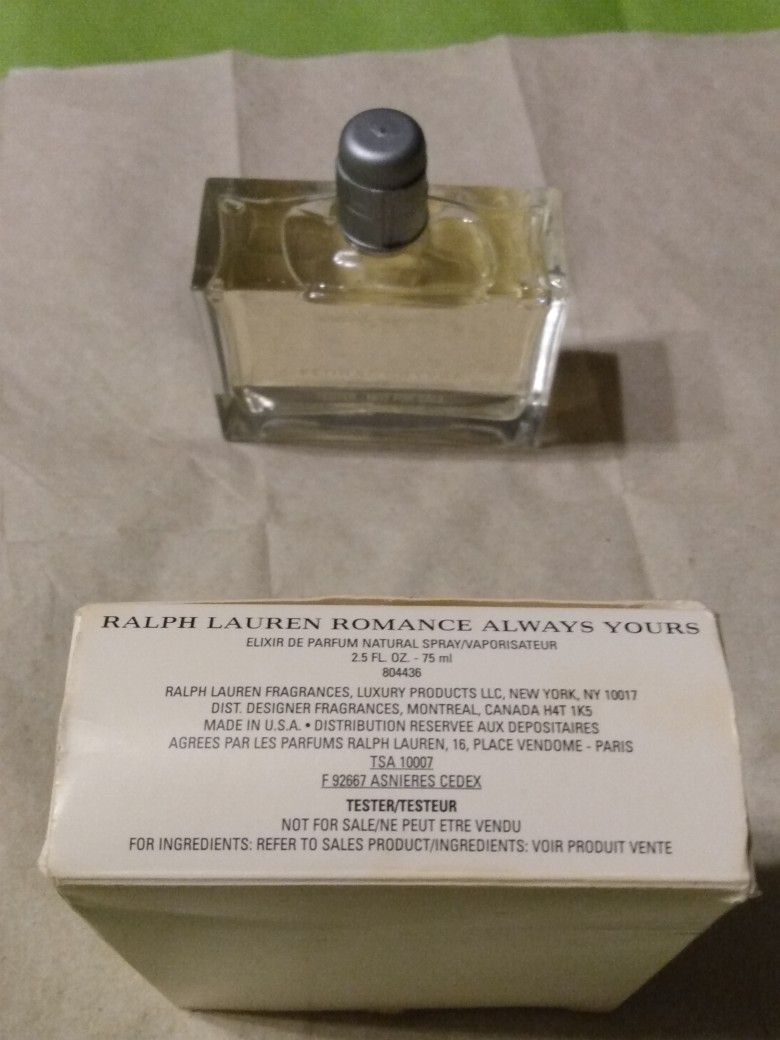 RALPH LAUREN ROMANCE ALWAYS YOURS
ELIXIR DE PARFUM NATURAL SPRAY/VAPORISATEUR
2.5 FL. OZ. - 75 ml
804436
RALPH LAUREN FRAGRANCES, LUXURY PRODUCTS LLC, NEW YORK, NY 10017
DIST. DESIGNER FRAGRANCES, MONTREAL, CANADA H4T 1K5
MADE IN U.S.A. • DISTRIBUTION RESERVEE AUX DEPOSITAIRES
AGREES PAR LES PARFUMS RALPH LAUREN, 16, PLACE VENDOME - PARIS
TSA 10007
F 92667 ASNIERES CEDEX
TESTER/TESTEUR
NOT FOR SALE/NE PEUT ETRE VENDU
FOR INGREDIENTS: REFER TO SALES PRODUCT/INGREDIENTS: VOIR PRODUIT VENTE